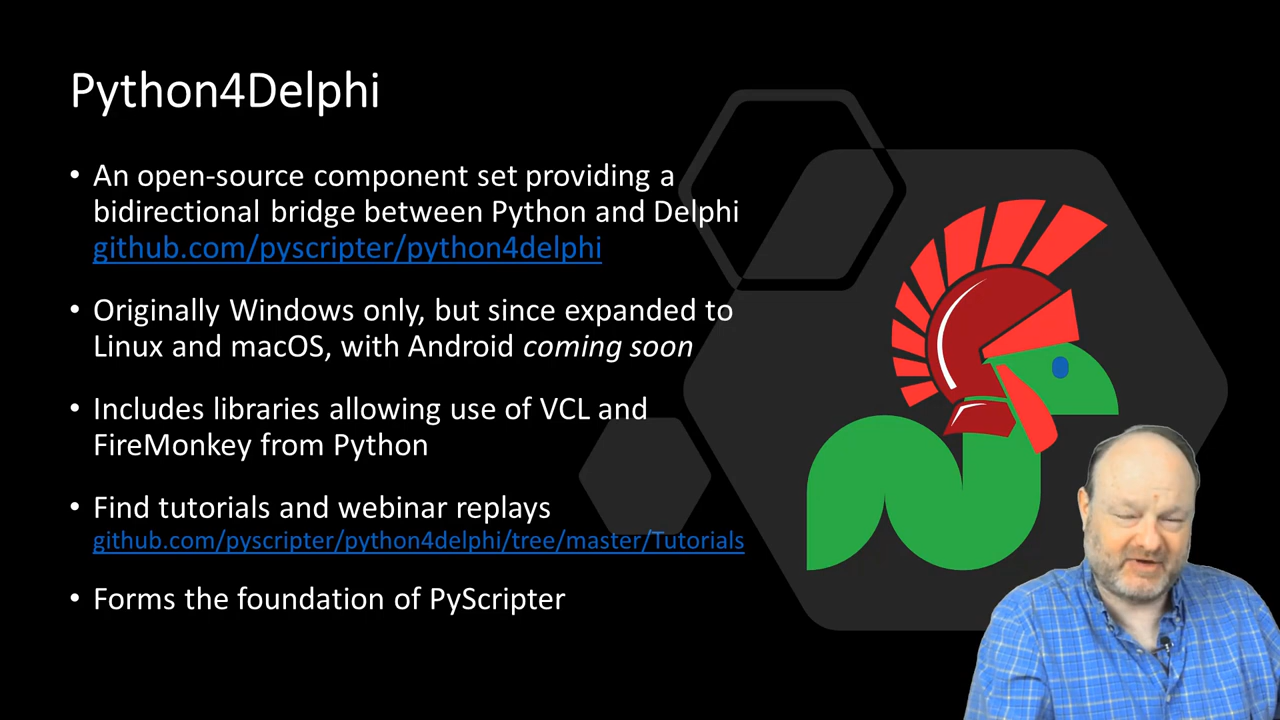 Python4Delphi
• An open-source component set providing a
bidirectional bridge between Python and Delphi
github.com/pyscripter/python4delphi
• Originally Windows only, but since expanded to
Linux and macOS, with Android coming soon
• Includes libraries allowing use of VCL and
FireMonkey from Python
• Find tutorials and webinar replays
github.com/pyscripter/python4delphi/tree/master/Tutorials
• Forms the foundation of PyScripter